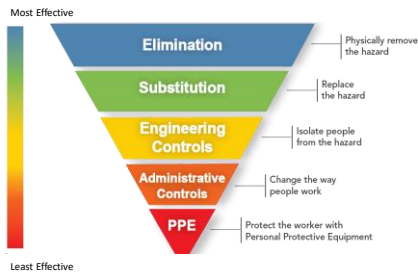 Most Effective
Elimination
Physically remove
the hazard
Substitution
Replace
the hazard
Engineering
Controls
Isolate people
from the hazard
Administrative
Controls
Change the way
people work
PPE
Protect the worker with
Personal Protective Equipment
Least Effective